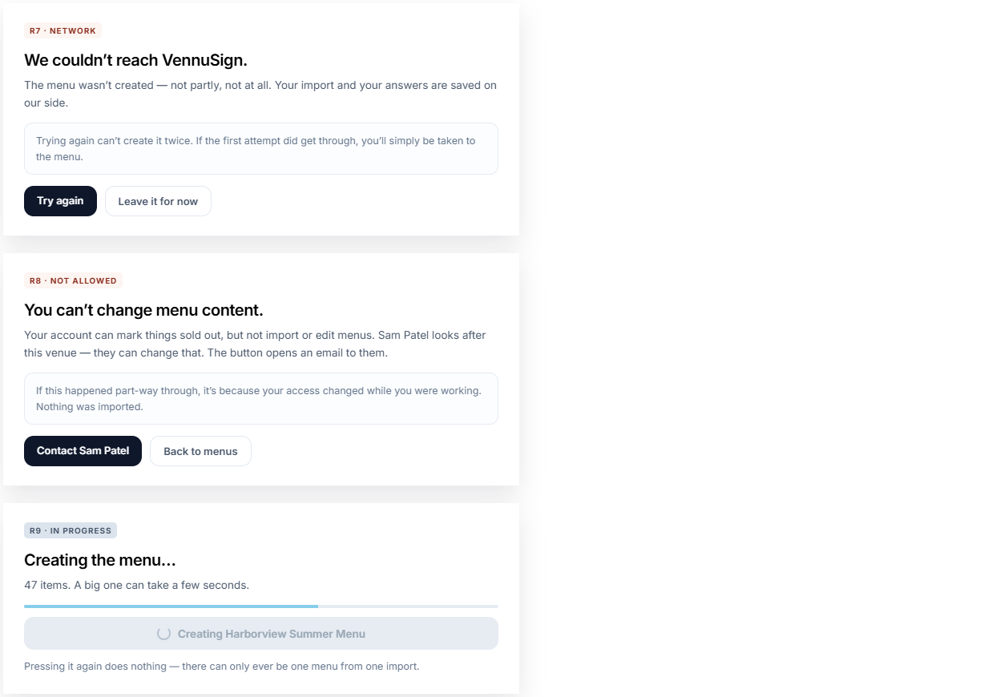 R7 · NETWORK
We couldn’t reach VennuSign.
The menu wasn’t created — not partly, not at all. Your import and your answers are saved on
our side.
Trying again can’t create it twice. If the first attempt did get through, you’ll simply be taken to
the menu.
Try again
Leave it for now
R8 · NOT ALLOWED
You can’t change menu content.
Your account can mark things sold out, but not import or edit menus. Sam Patel looks after
this venue — they can change that. The button opens an email to them.
If this happened part-way through, it’s because your access changed while you were working.
Nothing was imported.
Contact Sam Patel
Back to menus
R9 · IN PROGRESS
Creating the menu…
47 items. A big one can take a few seconds.
Creating Harborview Summer Menu
Pressing it again does nothing — there can only ever be one menu from one import.